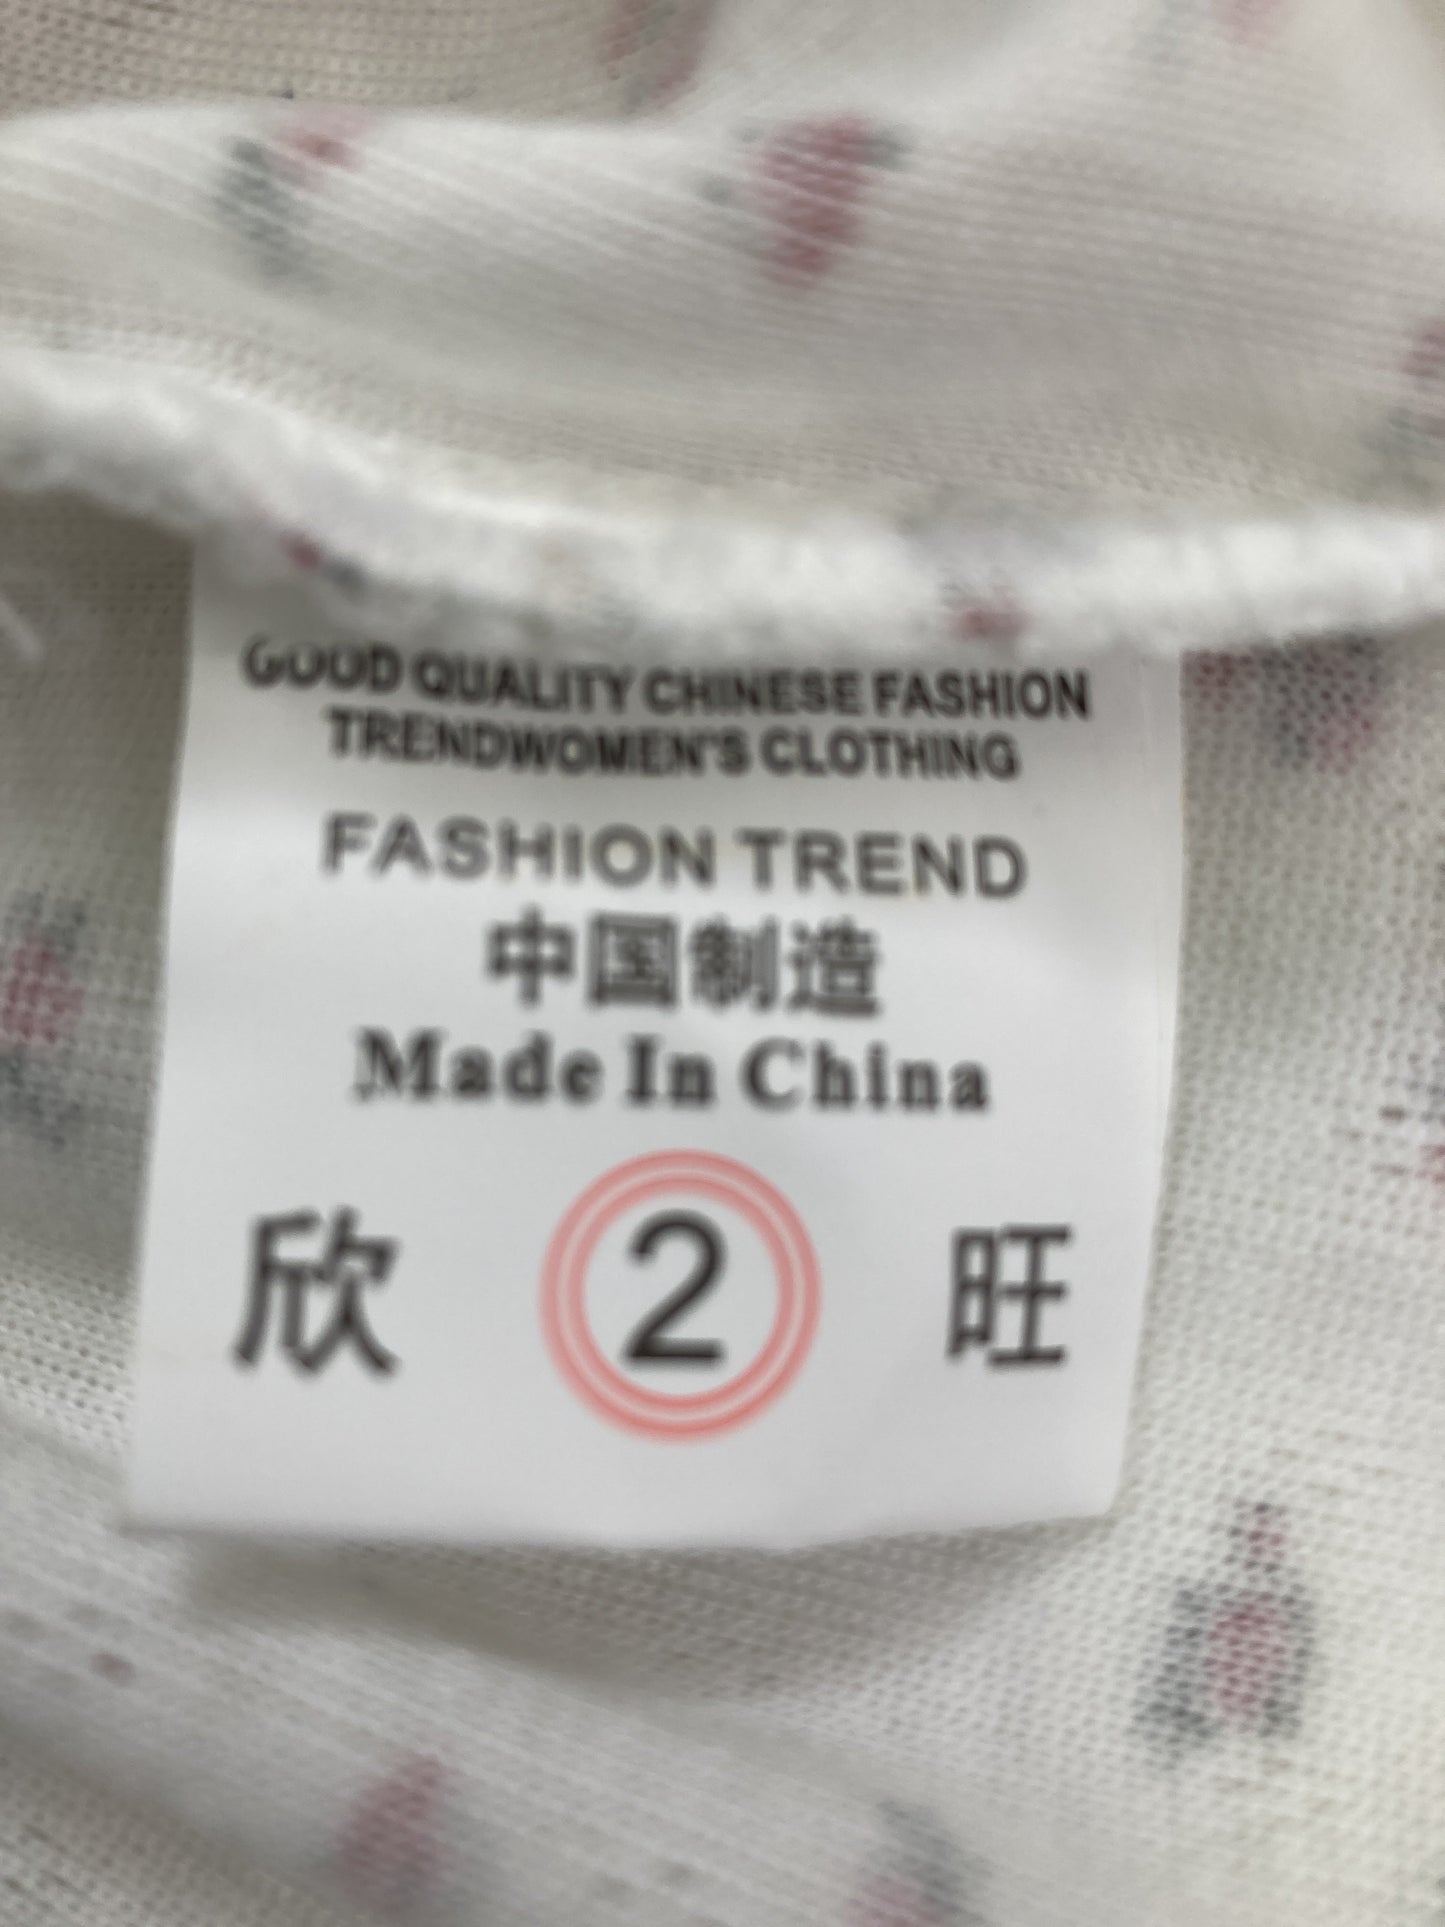 GOOD QUALITY CHINESE FASHION
TRENDWOMEN'S CLOTHING
FASHION TREND
中国制造
Made In China
欣 2 旺